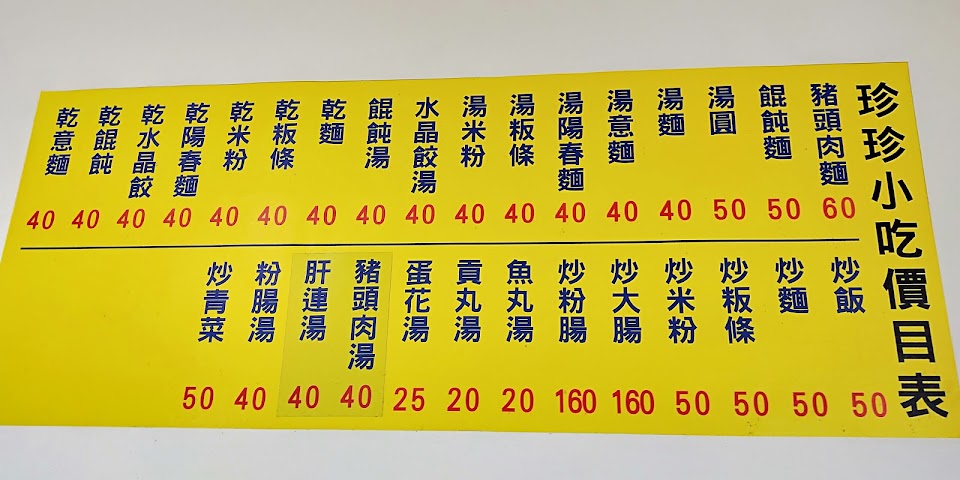 珍珍小吃價目表
豬頭肉麵 60
餛飩麵 50
湯圓 50
湯麵 40
湯意麵 40
湯陽春麵 40
湯粄條 40
湯米粉 40
水晶餃湯 40
餛飩湯 40
乾麵 40
乾粄條 40
乾米粉 40
乾陽春麵 40
乾水晶餃 40
乾餛飩 40
乾意麵 40
炒飯 50
炒麵 50
炒粄條 50
炒米粉 50
炒大腸 160
炒粉腸 160
魚丸湯 20
貢丸湯 20
蛋花湯 25
豬頭肉湯 40
肝連湯 40
粉腸湯 40
炒青菜 50